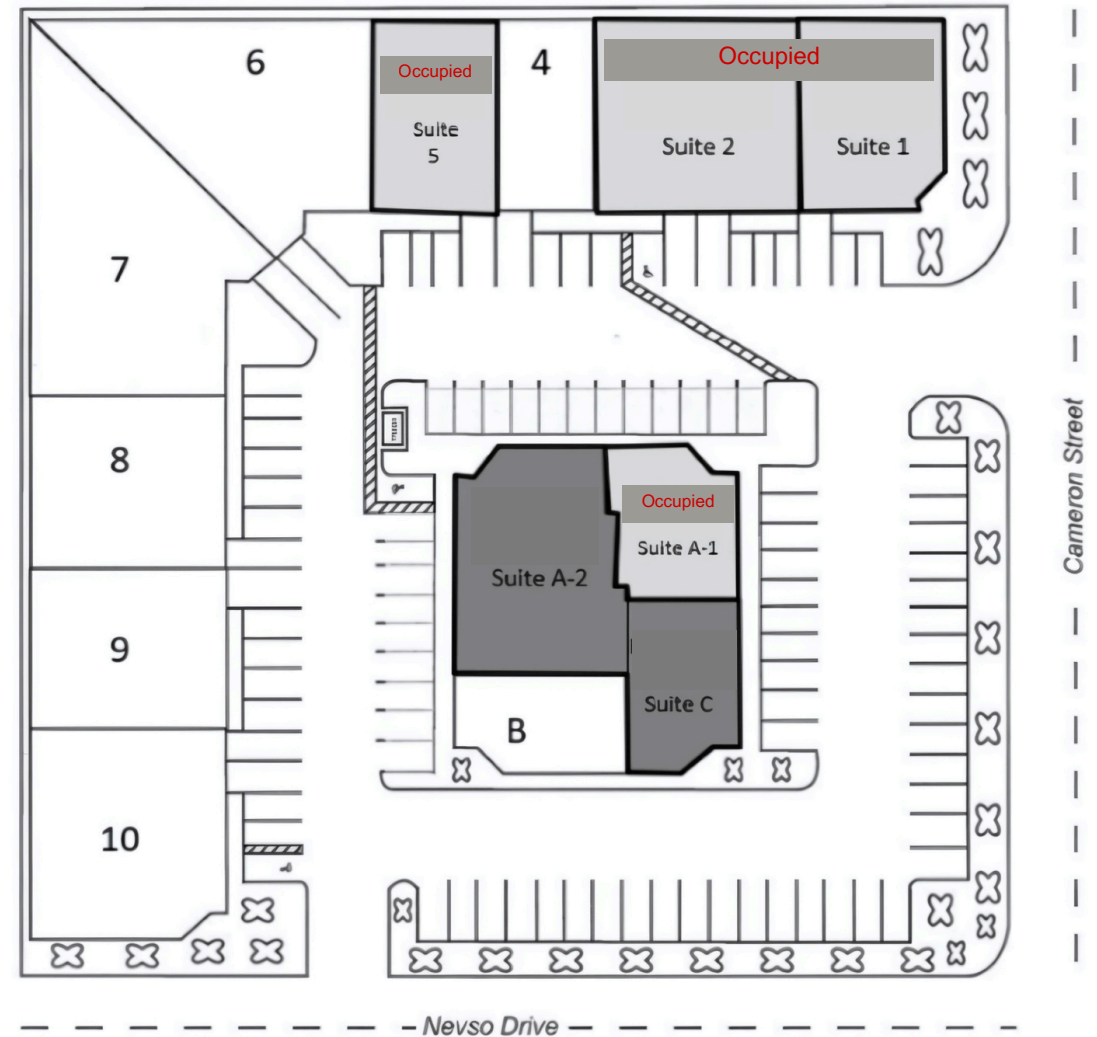 6
Occupied
4
Occupied
Suite
5
Suite 2
Suite 1
7
8
Occupied
Suite A-1
Suite A-2
9
Suite C
B
10
Cameron Street
Nevso Drive